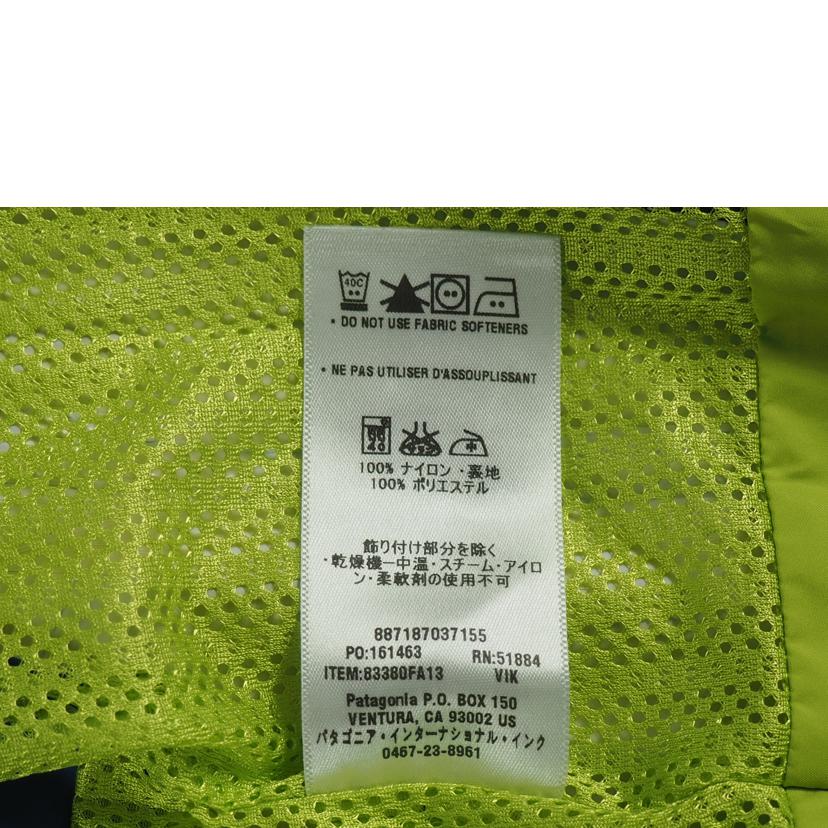 40C
• DO NOT USE FABRIC SOFTENERS
• NE PAS UTILISER D'ASSOUPLISSANT
40 中
100% ナイロン・裏地
100% ポリエステル
飾り付け部分を除く
・乾燥機ー中温・スチーム・アイロ
ン・柔軟剤の使用不可
887187037155
PO:161463 RN:51884
ITEM:83380FA13 VIK
Patagonia P.O. BOX 150
VENTURA, CA 93002 US
パタゴニア・インターナショナル・インク
0467-23-8961